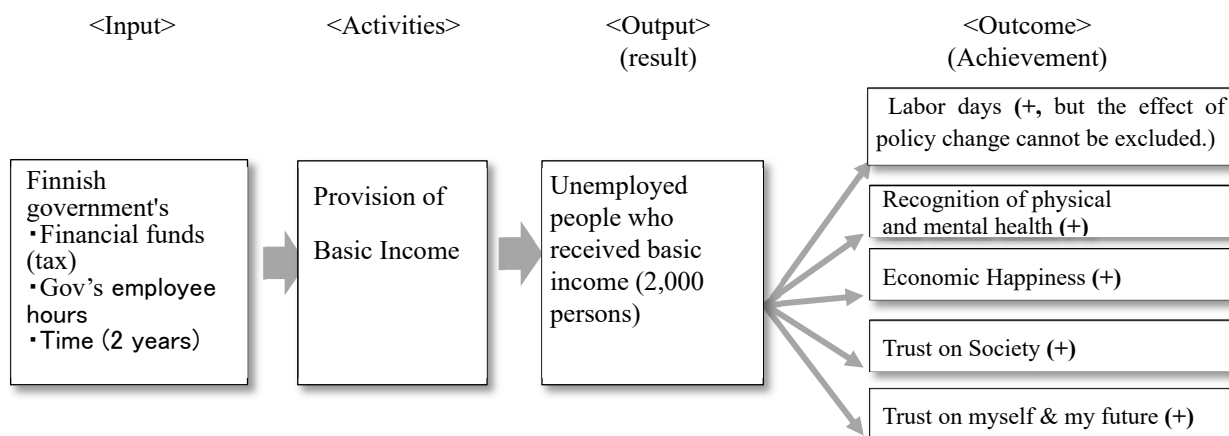 <Input>
<Activities>
<Output>
(result)
<Outcome>
(Achievement)
Finnish
government's
・Financial funds
(tax)
・Gov's employee
hours
・Time (2 years)
Provision of
Basic Income
Unemployed
people who
received basic
income (2,000
persons)
Labor days (+, but the effect of
policy change cannot be excluded.)
Recognition of physical
and mental health (+)
Economic Happiness (+)
Trust on Society (+)
Trust on myself & my future (+)